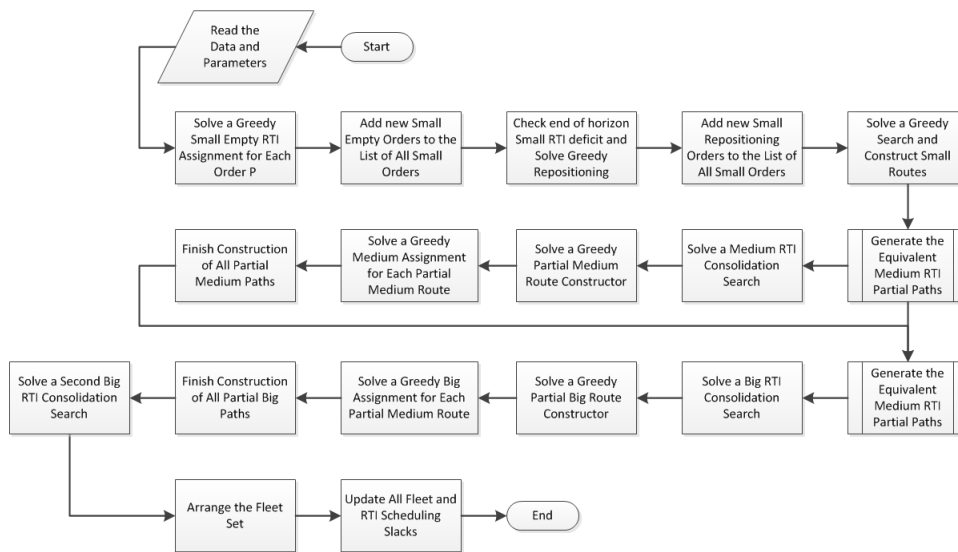 Read the
Data and
Parameters
Start
Solve a Greedy
Small Empty RTI
Assignment for Each
Order P
Add new Small
Empty Orders to the
List of All Small
Orders
Check end of horizon
Small RTI deficit and
Solve Greedy
Repositioning
Add new Small
Repositioning
Orders to the List of
All Small Orders
Solve a Greedy
Search and
Construct Small
Routes
Finish Construction
of All Partial
Medium Paths
Solve a Greedy
Medium Assignment
for Each Partial
Medium Route
Solve a Greedy
Partial Medium
Route Constructor
Solve a Medium RTI
Consolidation
Search
Generate the
Equivalent
Medium RTI
Partial Paths
Solve a Second Big
RTI Consolidation
Search
Finish Construction
of All Partial Big
Paths
Solve a Greedy Big
Assignment for Each
Partial Medium Route
Solve a Greedy
Partial Big Route
Constructor
Solve a Big RTI
Consolidation
Search
Generate the
Equivalent
Medium RTI
Partial Paths
Arrange the Fleet
Set
Update All Fleet and
RTI Scheduling
Slacks
End